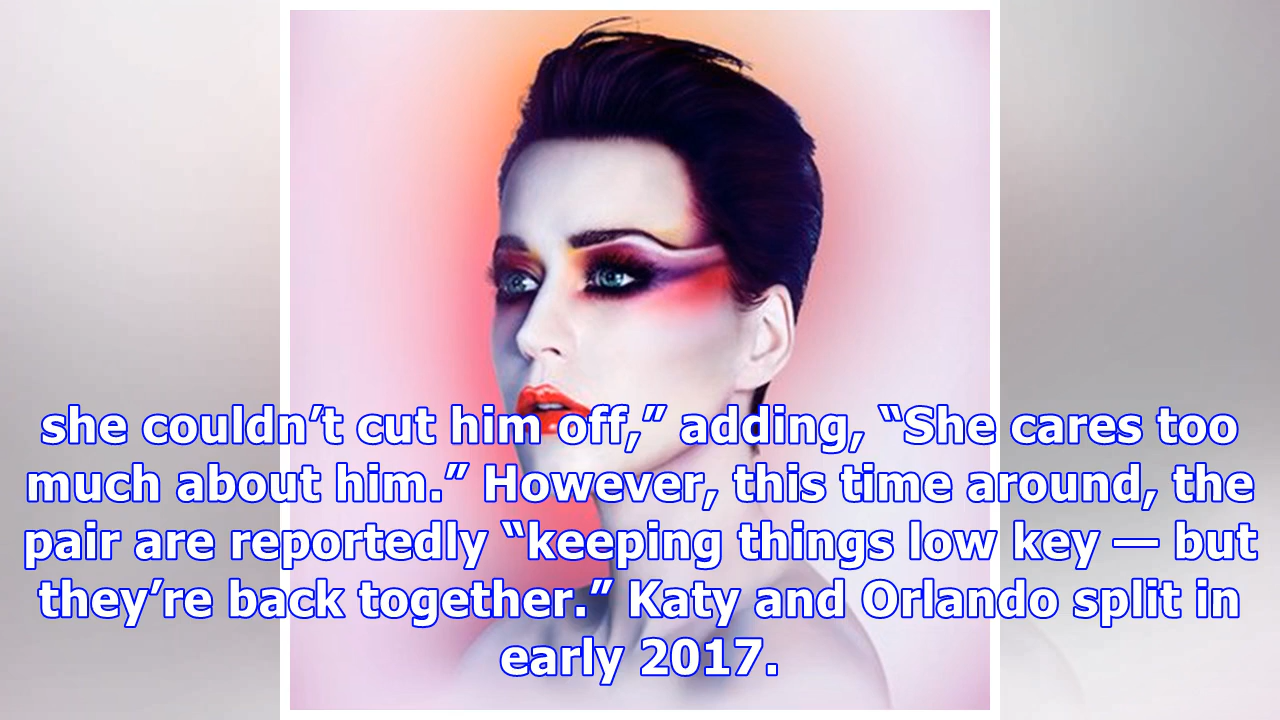 she couldn’t cut him off,” adding, “She cares too
much about him.” However, this time around, the
pair are reportedly “keeping things low key — but
they’re back together.” Katy and Orlando split in
early 2017.